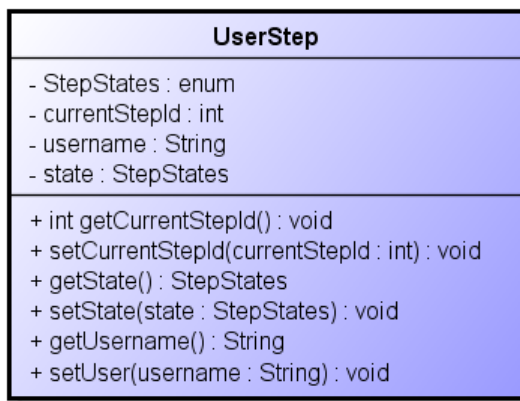 UserStep
- StepStates : enum
- currentStepId : int
- username : String
- state : StepStates
+ int getCurrentStepId() : void
+ setCurrentStepId(currentStepId : int) : void
+ getState() : StepStates
+ setState(state : StepStates) : void
+ getUsername() : String
+ setUser(username : String) : void